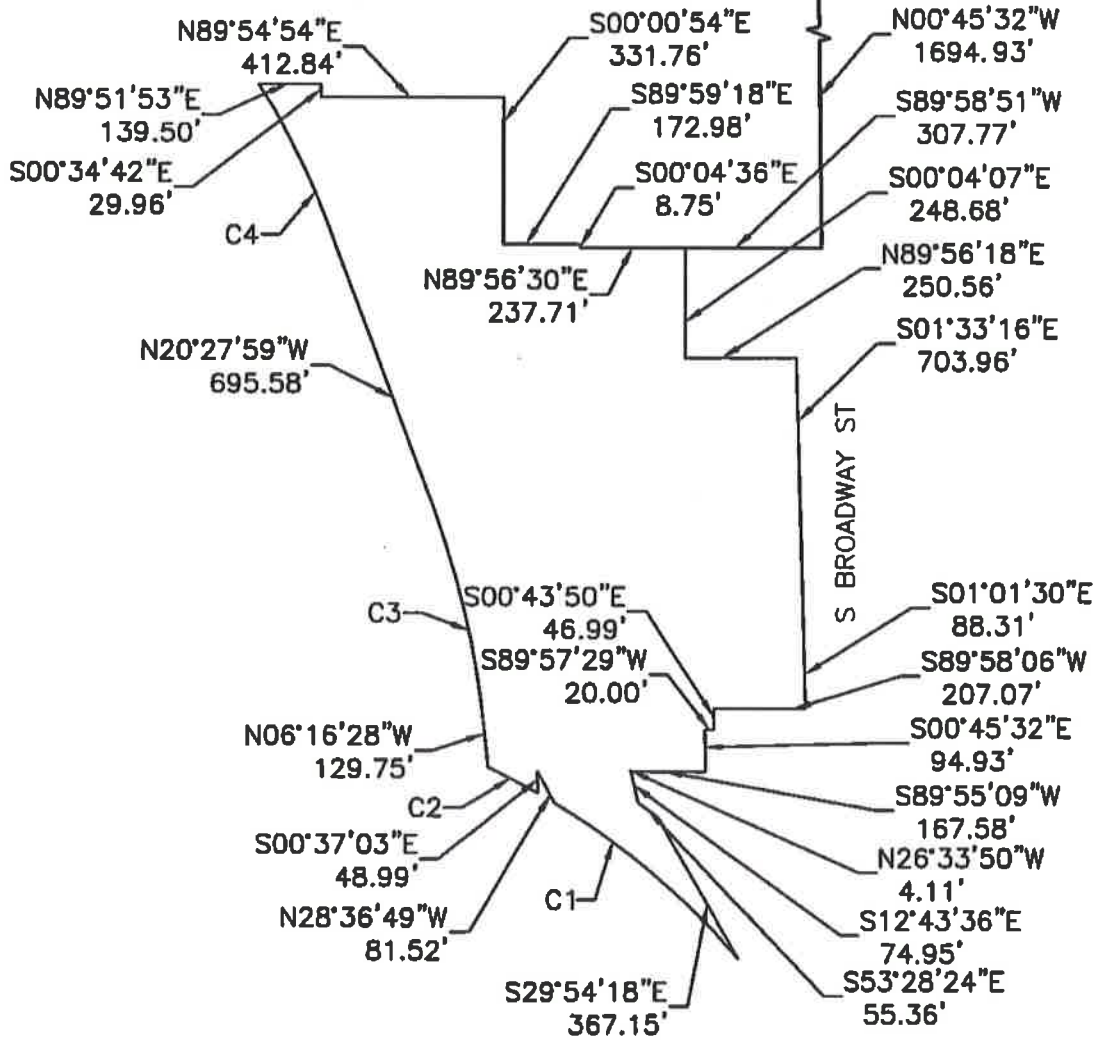 N89°54'54"E
412.84'
S00°00'54"E
331.76'
N00°45'32"W
1694.93'
N89°51'53"E
139.50'
S89°59'18"E
172.98'
S89°58'51"W
307.77'
S00°34'42"E
29.96'
S00°04'36"E
8.75'
S00°04'07"E
248.68'
C4
N89°56'30"E
237.71'
N89°56'18"E
250.56'
N20°27'59"W
695.58'
S01°33'16"E
703.96'
S BROADWAY ST
C3
S00°43'50"E
46.99'
S01°01'30"E
88.31'
S89°57'29"W
20.00'
S89°58'06"W
207.07'
N06°16'28"W
129.75'
S00°45'32"E
94.93'
C2
S89°55'09"W
167.58'
S00°37'03"E
48.99'
N26°33'50"W
4.11'
N28°36'49"W
81.52'
C1
S12°43'36"E
74.95'
S29°54'18"E
367.15'
S53°28'24"E
55.36'